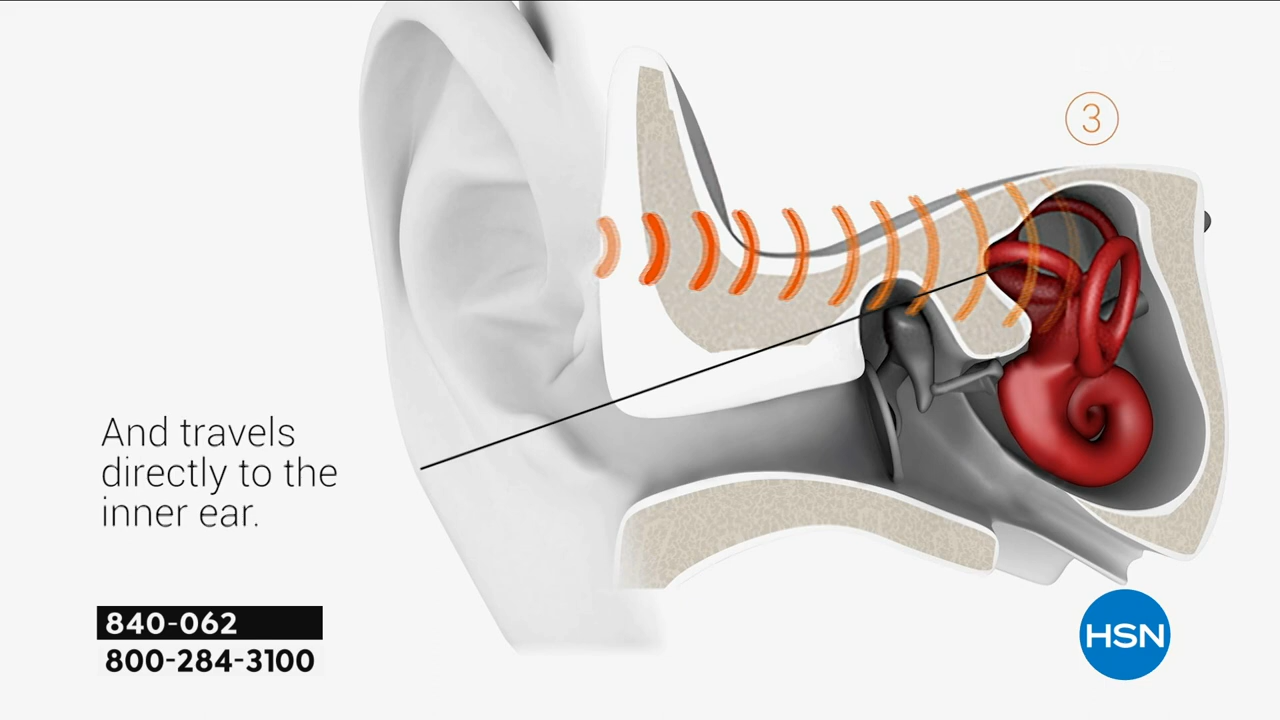 3
And travels
directly to the
inner ear.
840-062
800-284-3100
HSN